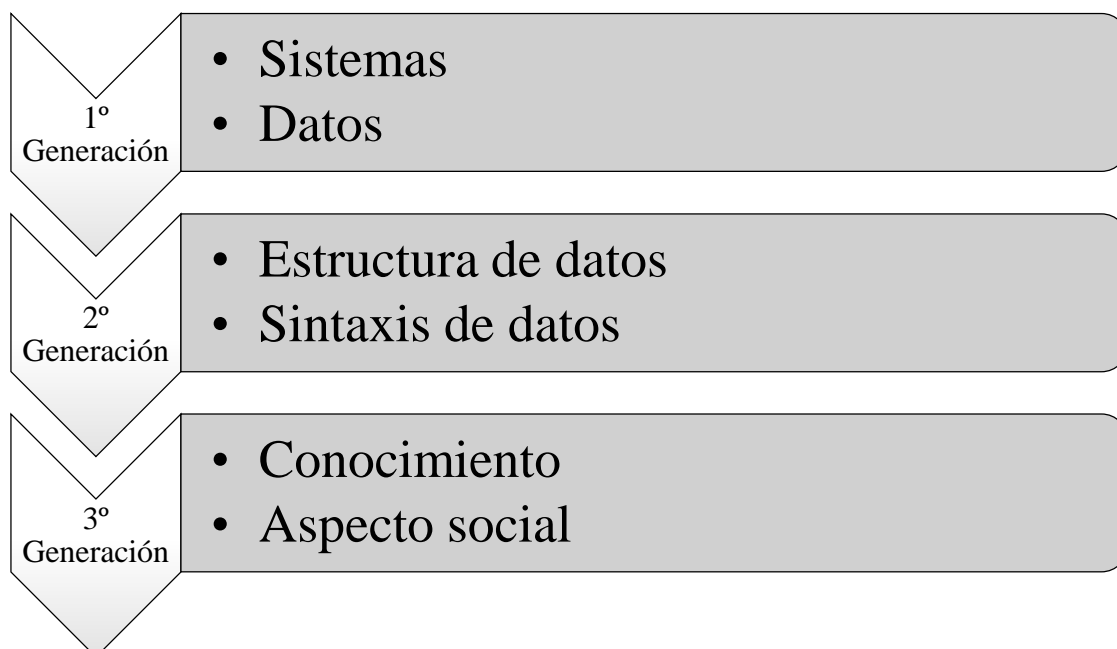 1º
Generación
• Sistemas
• Datos
2º
Generación
• Estructura de datos
• Sintaxis de datos
3º
Generación
• Conocimiento
• Aspecto social